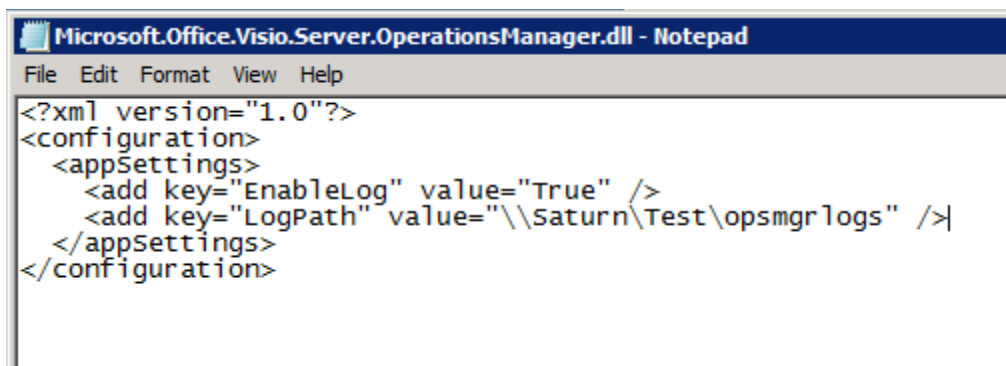 Microsoft.Office.Visio.Server.OperationsManager.dll - Notepad
File Edit Format View Help
<?xml version="1.0"?>
<configuration>
  <appSettings>
    <add key="EnableLog" value="True" />
    <add key="LogPath" value="\\Saturn\Test\opsmgrlogs" />
  </appSettings>
</configuration>